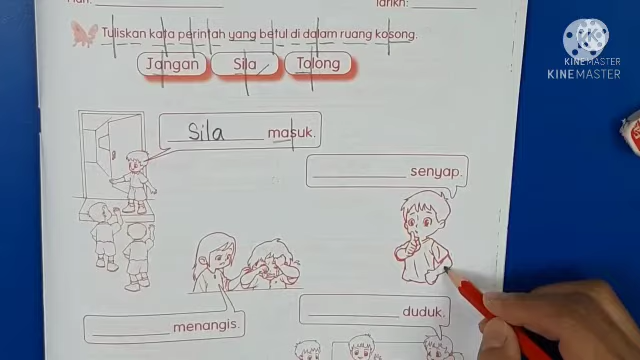 Tarikh:
Tuliskan kata perintah yang betul di dalam ruang kosong.
Jangan Sila Tolong
Sila masuk.
senyap.
menangis.
duduk.
KINEMASTER
KINEMASTER